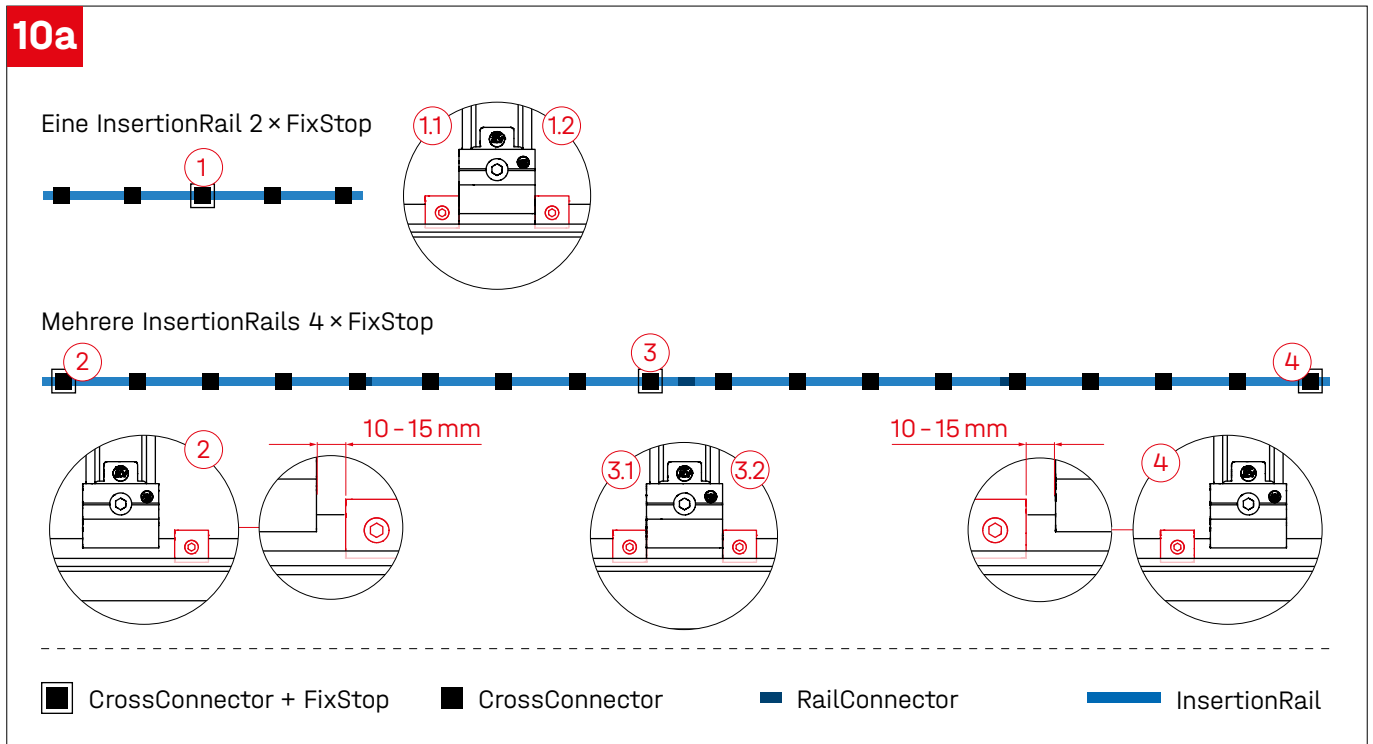 10a
Eine InsertionRail 2 × FixStop
1
1.1
1.2
Mehrere InsertionRails 4 × FixStop
2
3
4
2
10 – 15 mm
3.1
3.2
10 – 15 mm
4
CrossConnector + FixStop
CrossConnector
RailConnector
InsertionRail